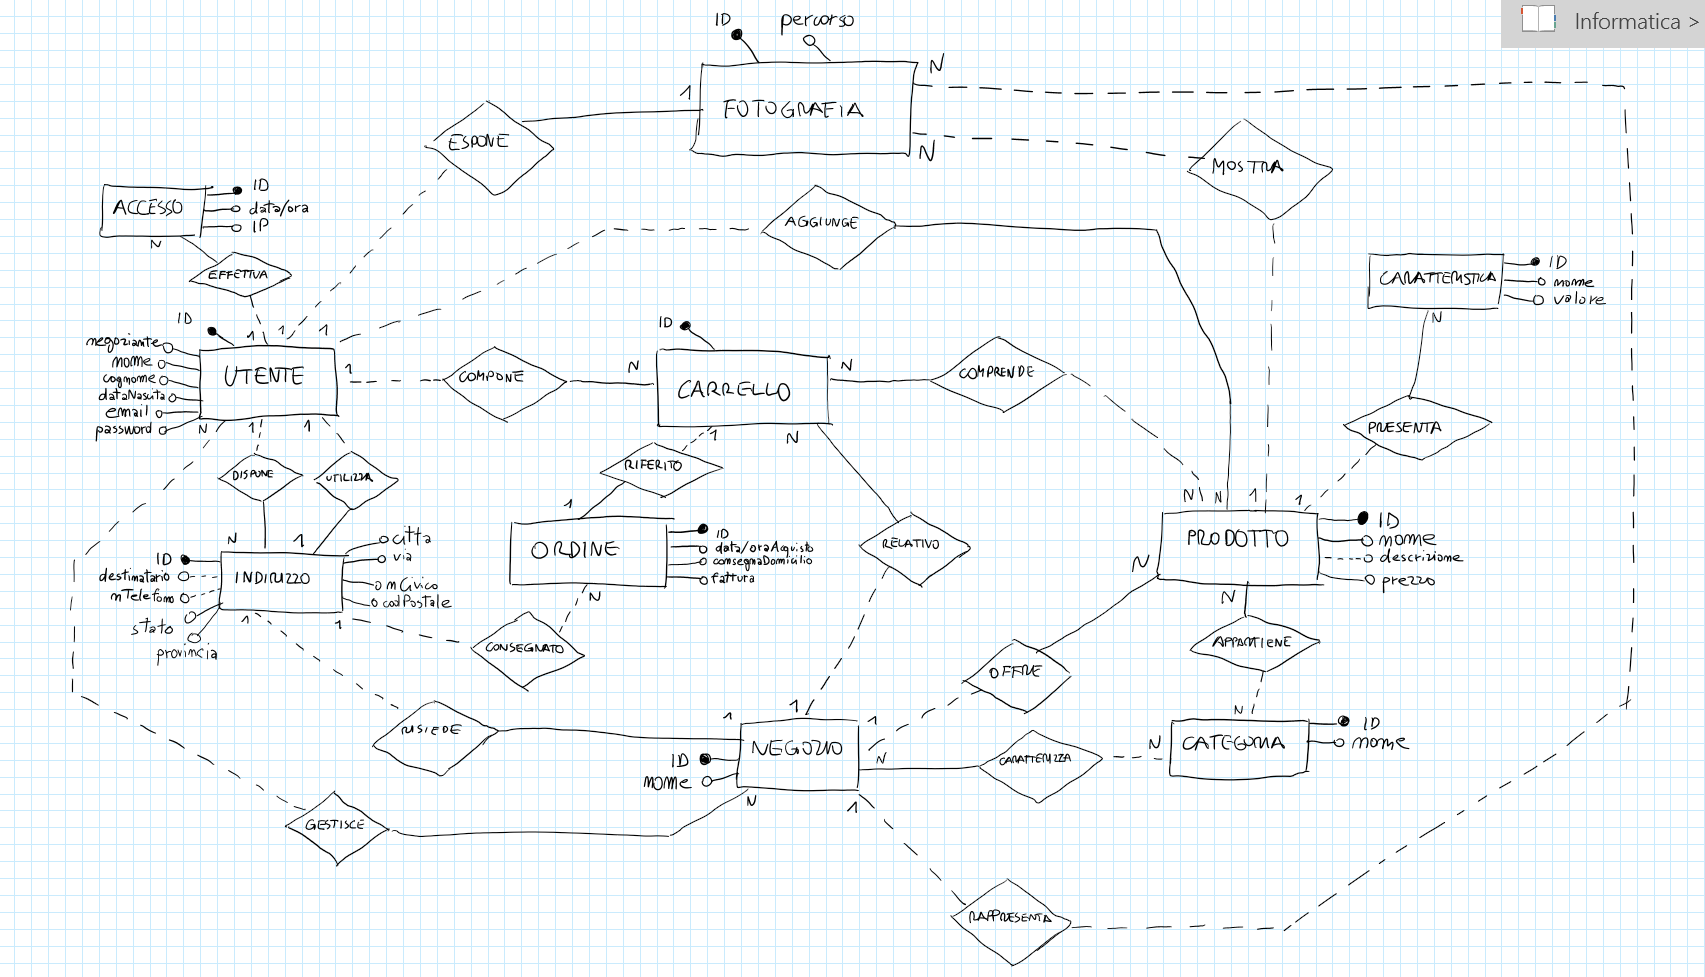 Informatica >
ID percorso
1 N
FOTOGRAFIA
ESPONE
N
MOSTRA
ACCESSO
ID
data/ora
IP
N
AGGIUNGE
EFFETTUA
CARATTERISTICA
ID
nome
valore
N
ID
1 1 1
negoziante
nome
cognome
dataNascita
email
password
UTENTE
1
COMPONE
N
ID
CARRELLO
N
COMPRENDE
N 1 1
1 N
PRESENTA
DISPONE
UTILIZZA
RIFERITO
1
N N 1 1
N 1
ORDINE
ID
data/oraAcquisto
consegnaDomicilio
fattura
RELATIVO
PRODOTTO
ID
nome
descrizione
prezzo
ID
destinatario
nTelefono
stato
provincia
INDIRIZZO
città
via
nCivico
codPostale
N
N
N
1 1
CONSEGNATO
APPARTIENE
OFFRE
RISIEDE
1 1 1
N
NEGOZIO
ID
nome
N
CARATTERIZZA
N
CATEGORIA
ID
nome
N 1
GESTISCE
RAPPRESENTA